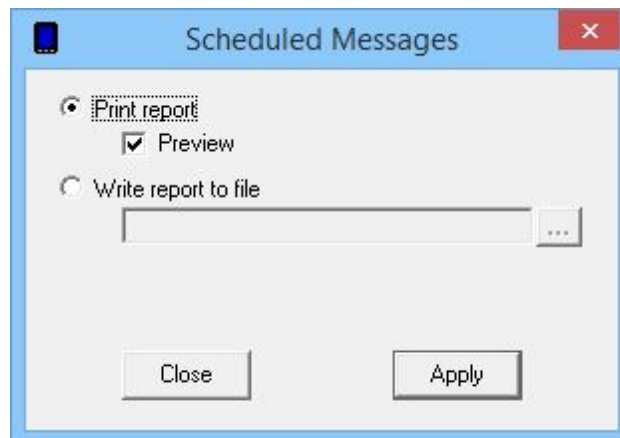 Scheduled Messages
Print report
Preview
Write report to file
...
Close
Apply